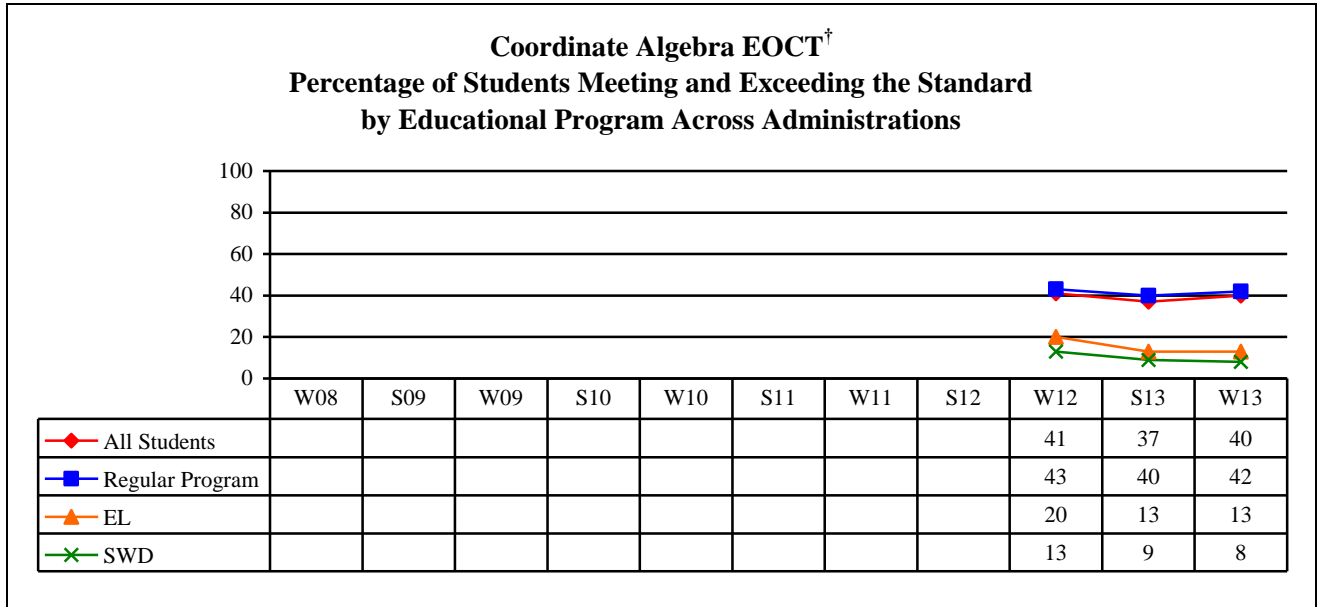 Coordinate Algebra EOCT†
Percentage of Students Meeting and Exceeding the Standard
by Educational Program Across Administrations
100
80
60
40
20
0
W08 S09 W09 S10 W10 S11 W11 S12 W12 S13 W13
All Students 41 37 40
Regular Program 43 40 42
EL 20 13 13
SWD 13 9 8